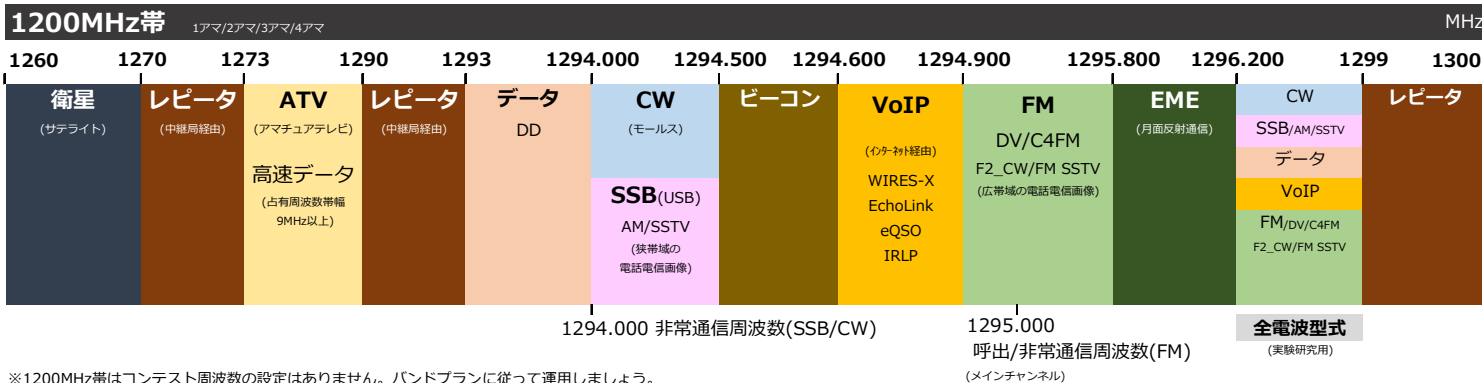 1200MHz帯 1アマ/2アマ/3アマ/4アマ MHz
1260 1270 1273 1290 1293 1294.000 1294.500 1294.600 1294.900 1295.800 1296.200 1299 1300
衛星
(サテライト)
レピータ
(中継局経由)
ATV
(アマチュアテレビ)
高速データ
(占有周波数帯幅
9MHz以上)
レピータ
(中継局経由)
データ
DD
CW
(モールス)
SSB(USB)
AM/SSTV
(狭帯域の
電話電信画像)
ビーコン
VoIP
(インターネット経由)
WIRES-X
EchoLink
eQSO
IRLP
FM
DV/C4FM
F2_CW/FM SSTV
(広帯域の電話電信画像)
EME
(月面反射通信)
CW
SSB/AM/SSTV
データ
VoIP
FM/DV/C4FM
F2_CW/FM SSTV
レピータ
1294.000 非常通信周波数(SSB/CW)
1295.000
呼出/非常通信周波数(FM)
(メインチャンネル)
全電波型式
(実験研究用)
※1200MHz帯はコンテスト周波数の設定はありません。バンドプランに従って運用しましょう。